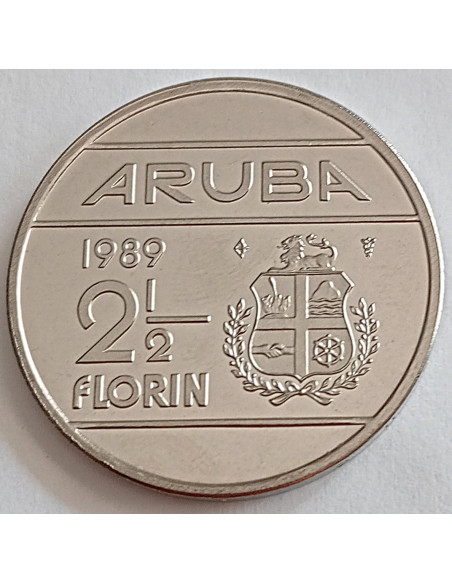 ARUBA
1989
2 1/2
FLORIN